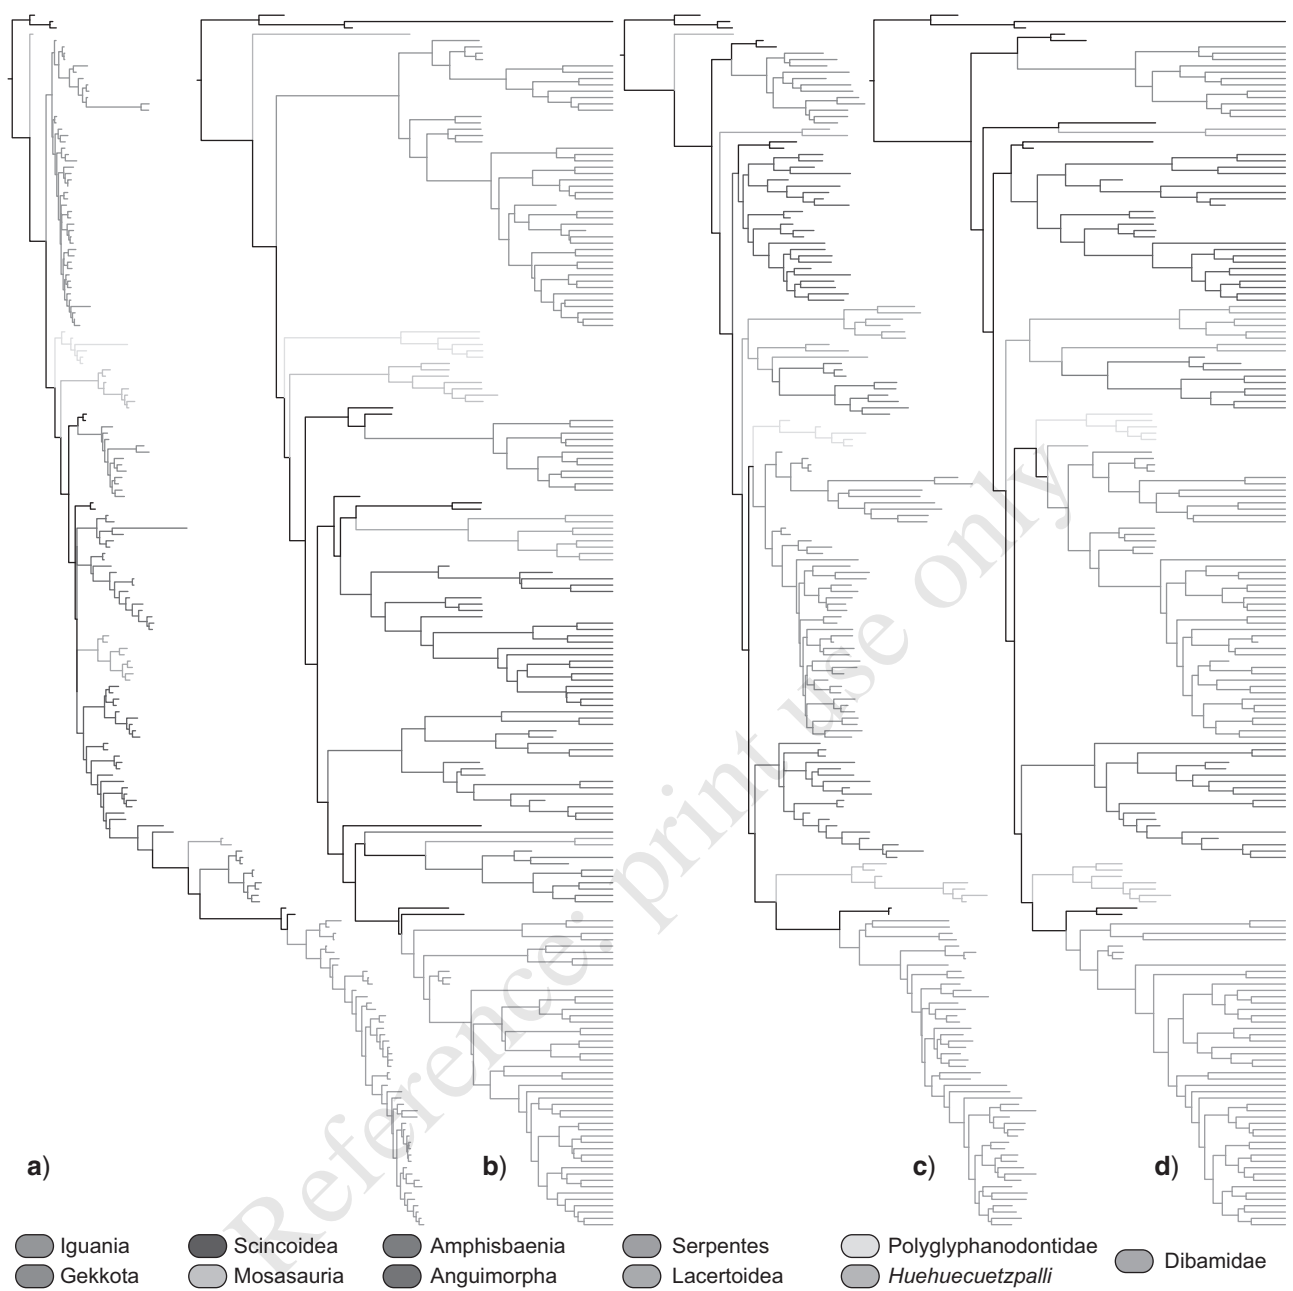 Reference: print use only
a) b) c) d)
Iguania Scincoidea Amphisbaenia Serpentes Polyglyphanodontidae Dibamidae
Gekkota Mosasauria Anguimorpha Lacertoidea Huehuecuetzpalli